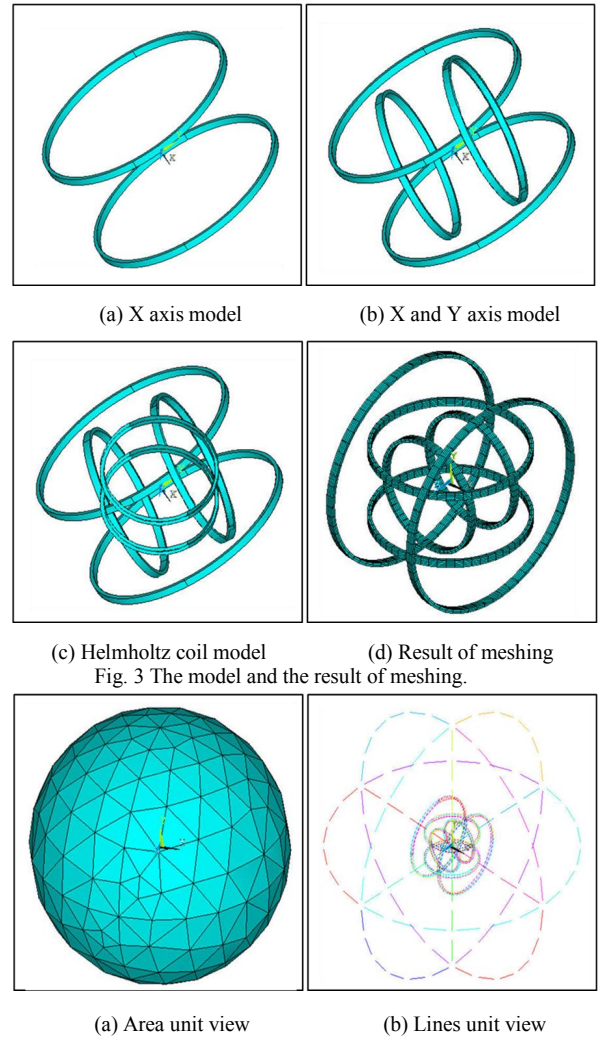 X
X
(a) X axis model
(b) X and Y axis model
X
(c) Helmholtz coil model
(d) Result of meshing
Fig. 3 The model and the result of meshing.
(a) Area unit view
(b) Lines unit view